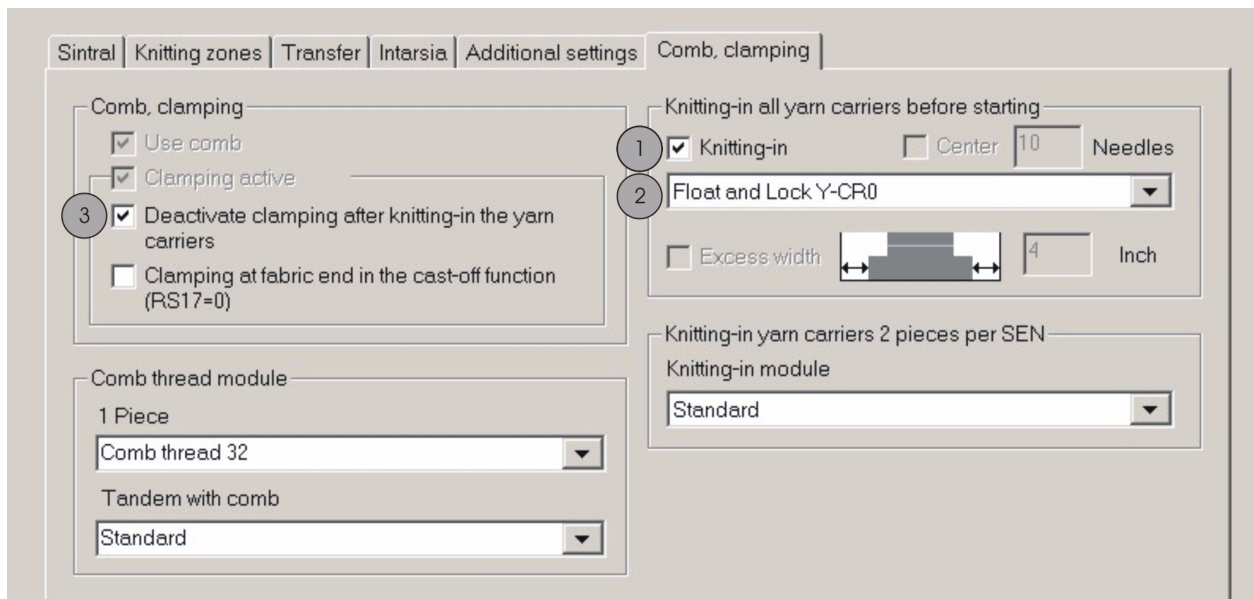 Sintral Knitting zones Transfer Intarsia Additional settings Comb, clamping
Comb, clamping
Use comb
Clamping active
3 Deactivate clamping after knitting-in the yarn
carriers
Clamping at fabric end in the cast-off function
(RS17=0)
Comb thread module
1 Piece
Comb thread 32
Tandem with comb
Standard
Knitting-in all yarn carriers before starting
1 Knitting-in Center 10 Needles
2 Float and Lock Y-CR0
Excess width 4 Inch
Knitting-in yarn carriers 2 pieces per SEN
Knitting-in module
Standard